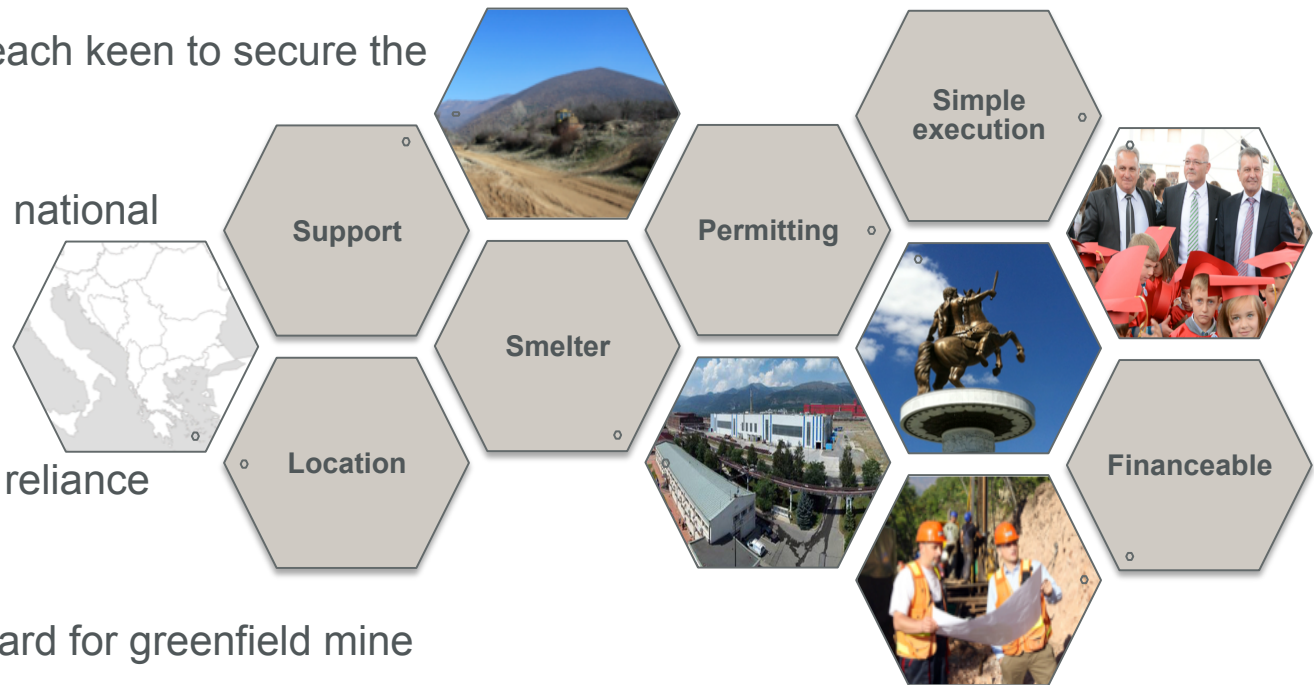 each keen to secure the
national
reliance
ard for greenfield mine
Support
Location
Smelter
Permitting
Simple
execution
Financeable